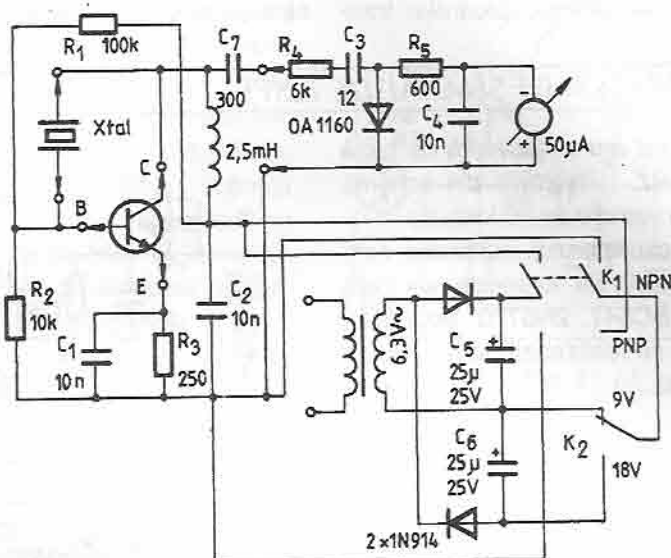 R1
100k
C7
300
R4
6k
C3
12
R5
600
OA 1160
C4
10n
-
+
50µA
Xtal
2,5mH
C
B
E
R2
10k
C1
10n
R3
250
C2
10n
6,3V~
K1
NPN
PNP
C5
25µ
25V
+
9V
K2
18V
C6
25µ
25V
+
2×1N914